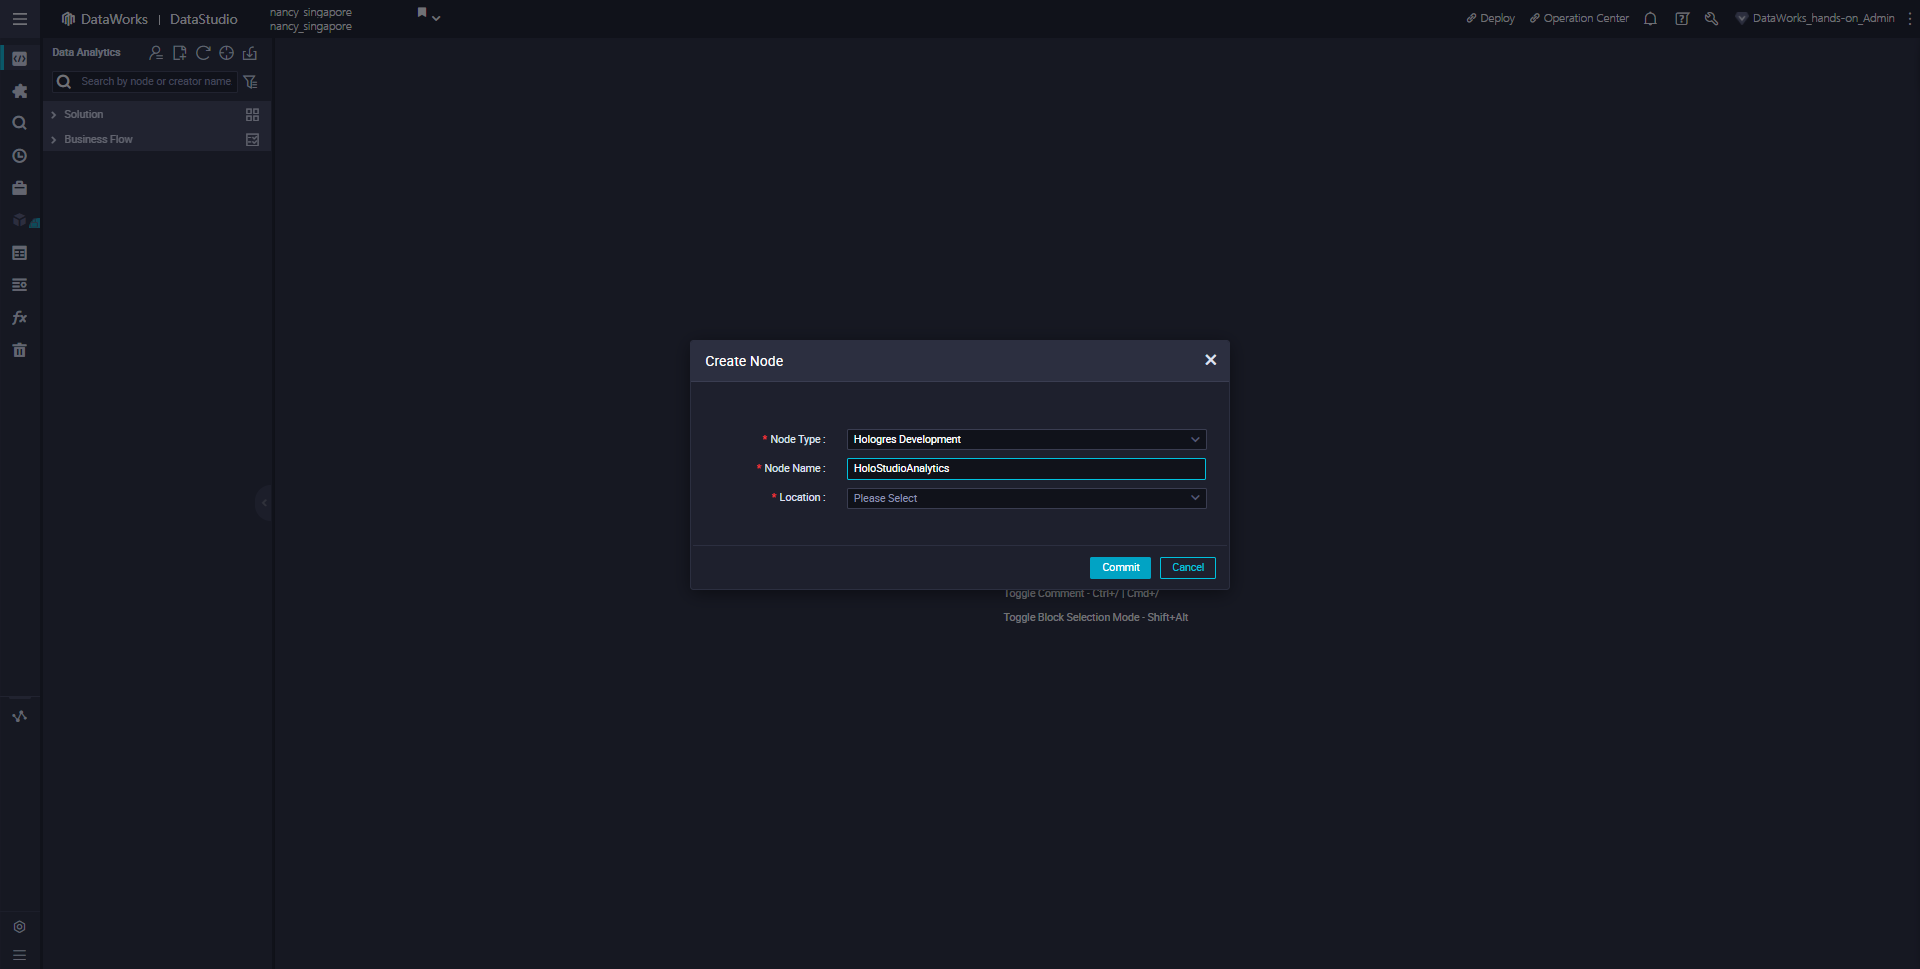 DataWorks | DataStudio
nancy_singapore
nancy_singapore
Deploy
Operation Center
DataWorks_hands-on_Admin
Data Analytics
Search by node or creator name
Solution
Business Flow
Create Node
* Node Type :
Hologres Development
* Node Name :
HoloStudioAnalytics
* Location :
Please Select
Commit
Cancel
Toggle Comment - Ctrl+/ | Cmd+/
Toggle Block Selection Mode - Shift+Alt